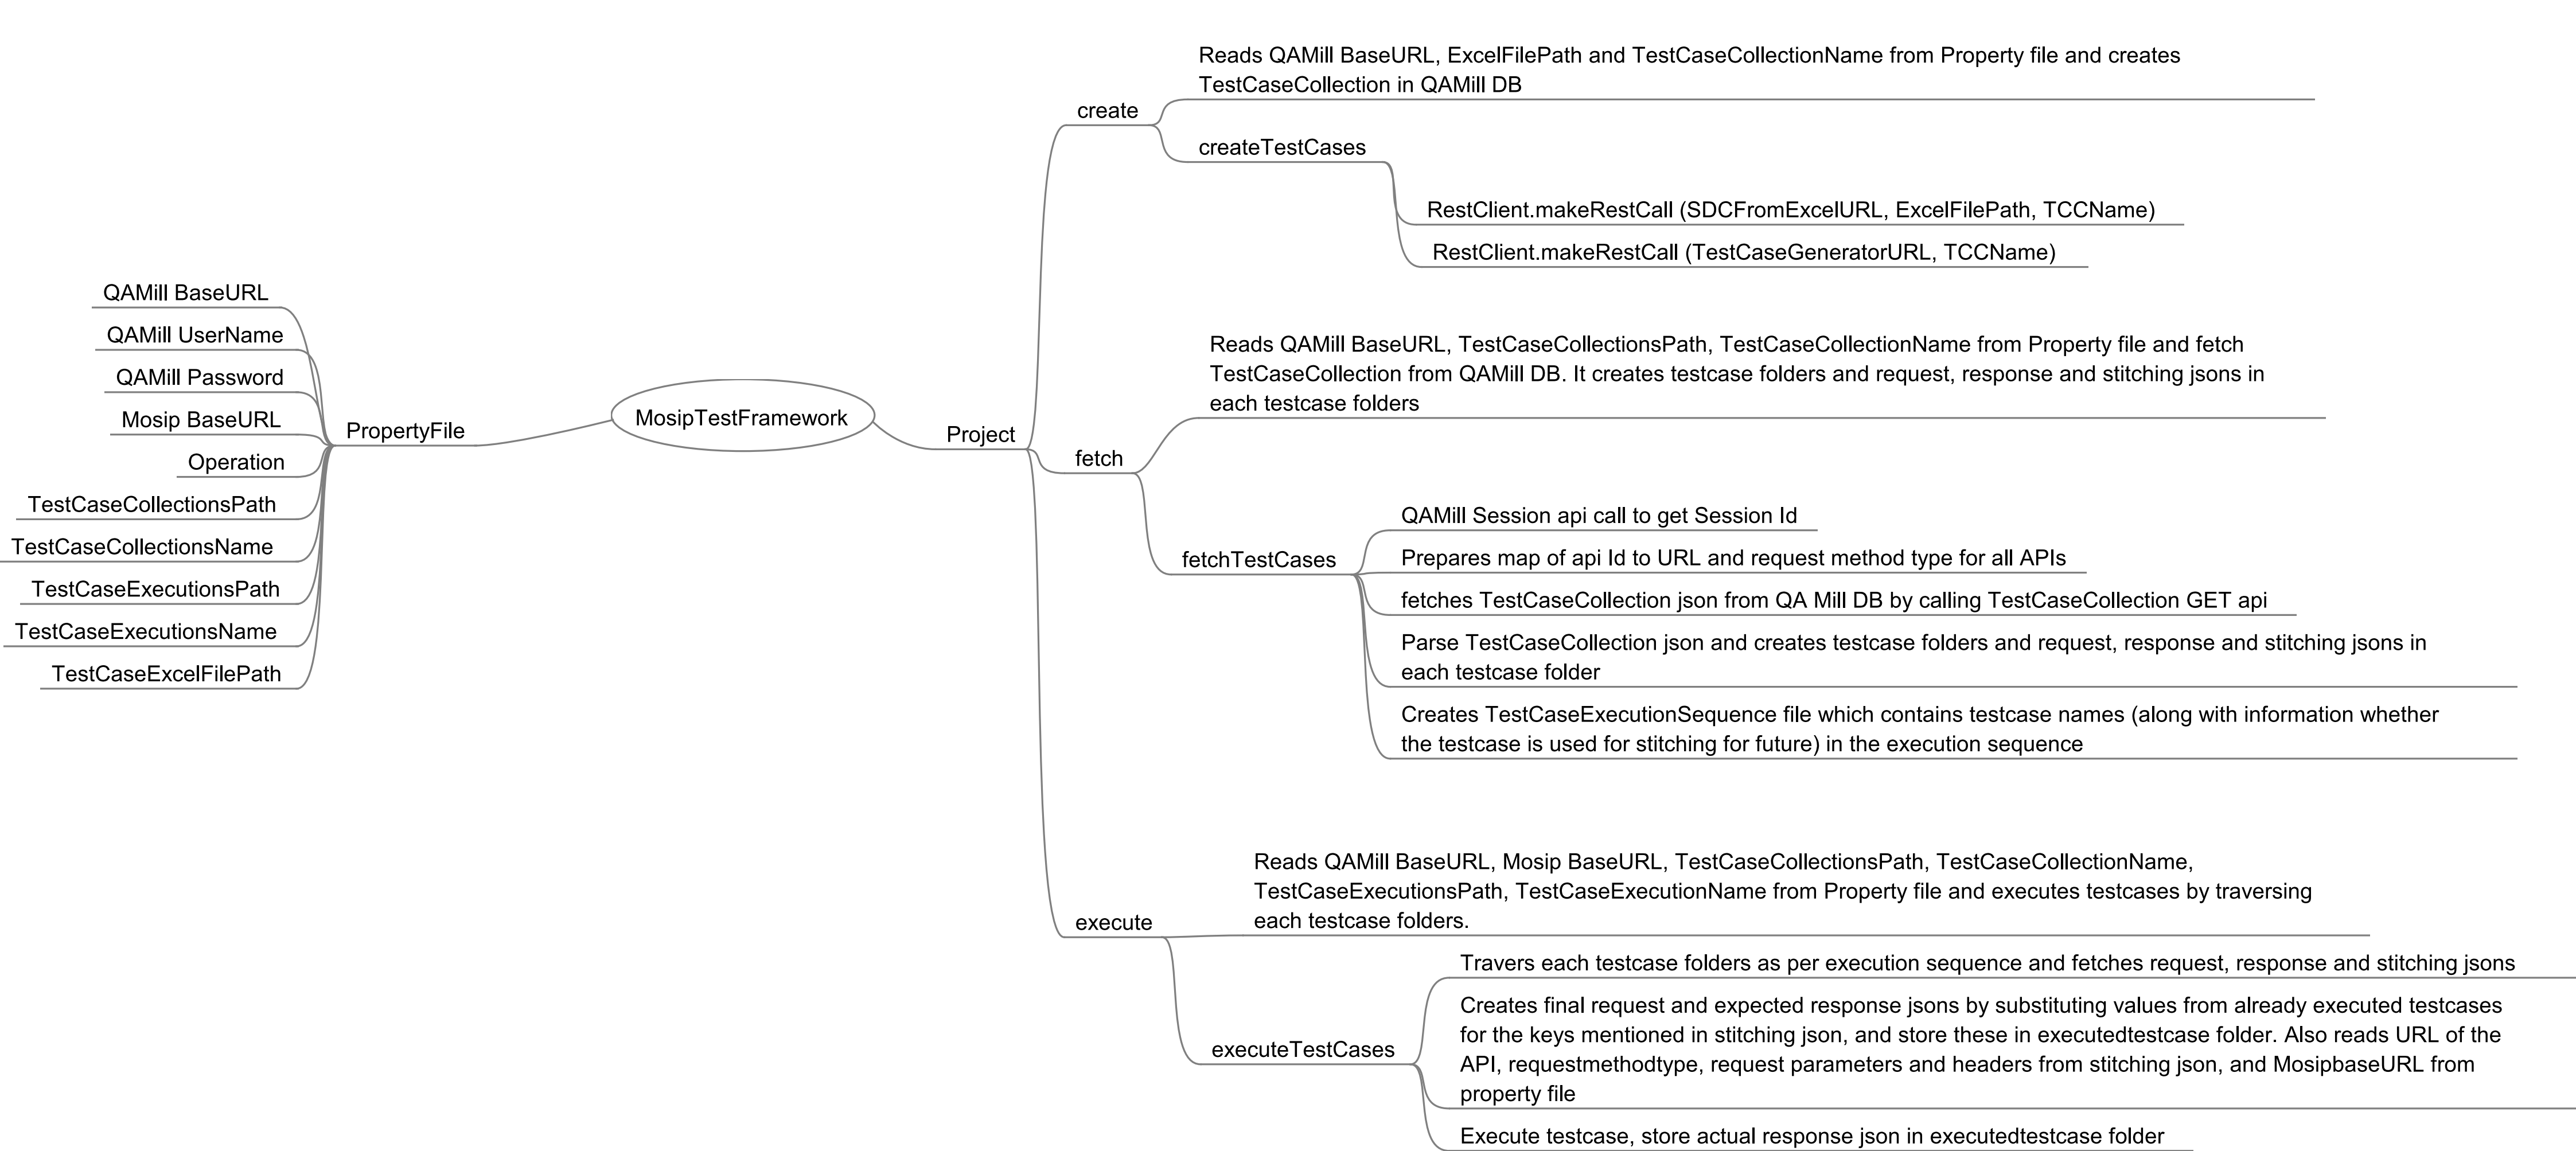 QAMill BaseURL
QAMill UserName
QAMill Password
Mosip BaseURL
Operation
TestCaseCollectionsPath
TestCaseCollectionsName
TestCaseExecutionsPath
TestCaseExecutionsName
TestCaseExcelFilePath
PropertyFile
MosipTestFramework
Project
create
Reads QAMill BaseURL, ExcelFilePath and TestCaseCollectionName from Property file and creates
TestCaseCollection in QAMill DB
createTestCases
RestClient.makeRestCall (SDCFromExcelURL, ExcelFilePath, TCCName)
RestClient.makeRestCall (TestCaseGeneratorURL, TCCName)
fetch
Reads QAMill BaseURL, TestCaseCollectionsPath, TestCaseCollectionName from Property file and fetch
TestCaseCollection from QAMill DB. It creates testcase folders and request, response and stitching jsons in
each testcase folders
fetchTestCases
QAMill Session api call to get Session Id
Prepares map of api Id to URL and request method type for all APIs
fetches TestCaseCollection json from QA Mill DB by calling TestCaseCollection GET api
Parse TestCaseCollection json and creates testcase folders and request, response and stitching jsons in
each testcase folder
Creates TestCaseExecutionSequence file which contains testcase names (along with information whether
the testcase is used for stitching for future) in the execution sequence
execute
Reads QAMill BaseURL, Mosip BaseURL, TestCaseCollectionsPath, TestCaseCollectionName,
TestCaseExecutionsPath, TestCaseExecutionName from Property file and executes testcases by traversing
each testcase folders.
executeTestCases
Travers each testcase folders as per execution sequence and fetches request, response and stitching jsons
Creates final request and expected response jsons by substituting values from already executed testcases
for the keys mentioned in stitching json, and store these in executedtestcase folder. Also reads URL of the
API, requestmethodtype, request parameters and headers from stitching json, and MosipbaseURL from
property file
Execute testcase, store actual response json in executedtestcase folder